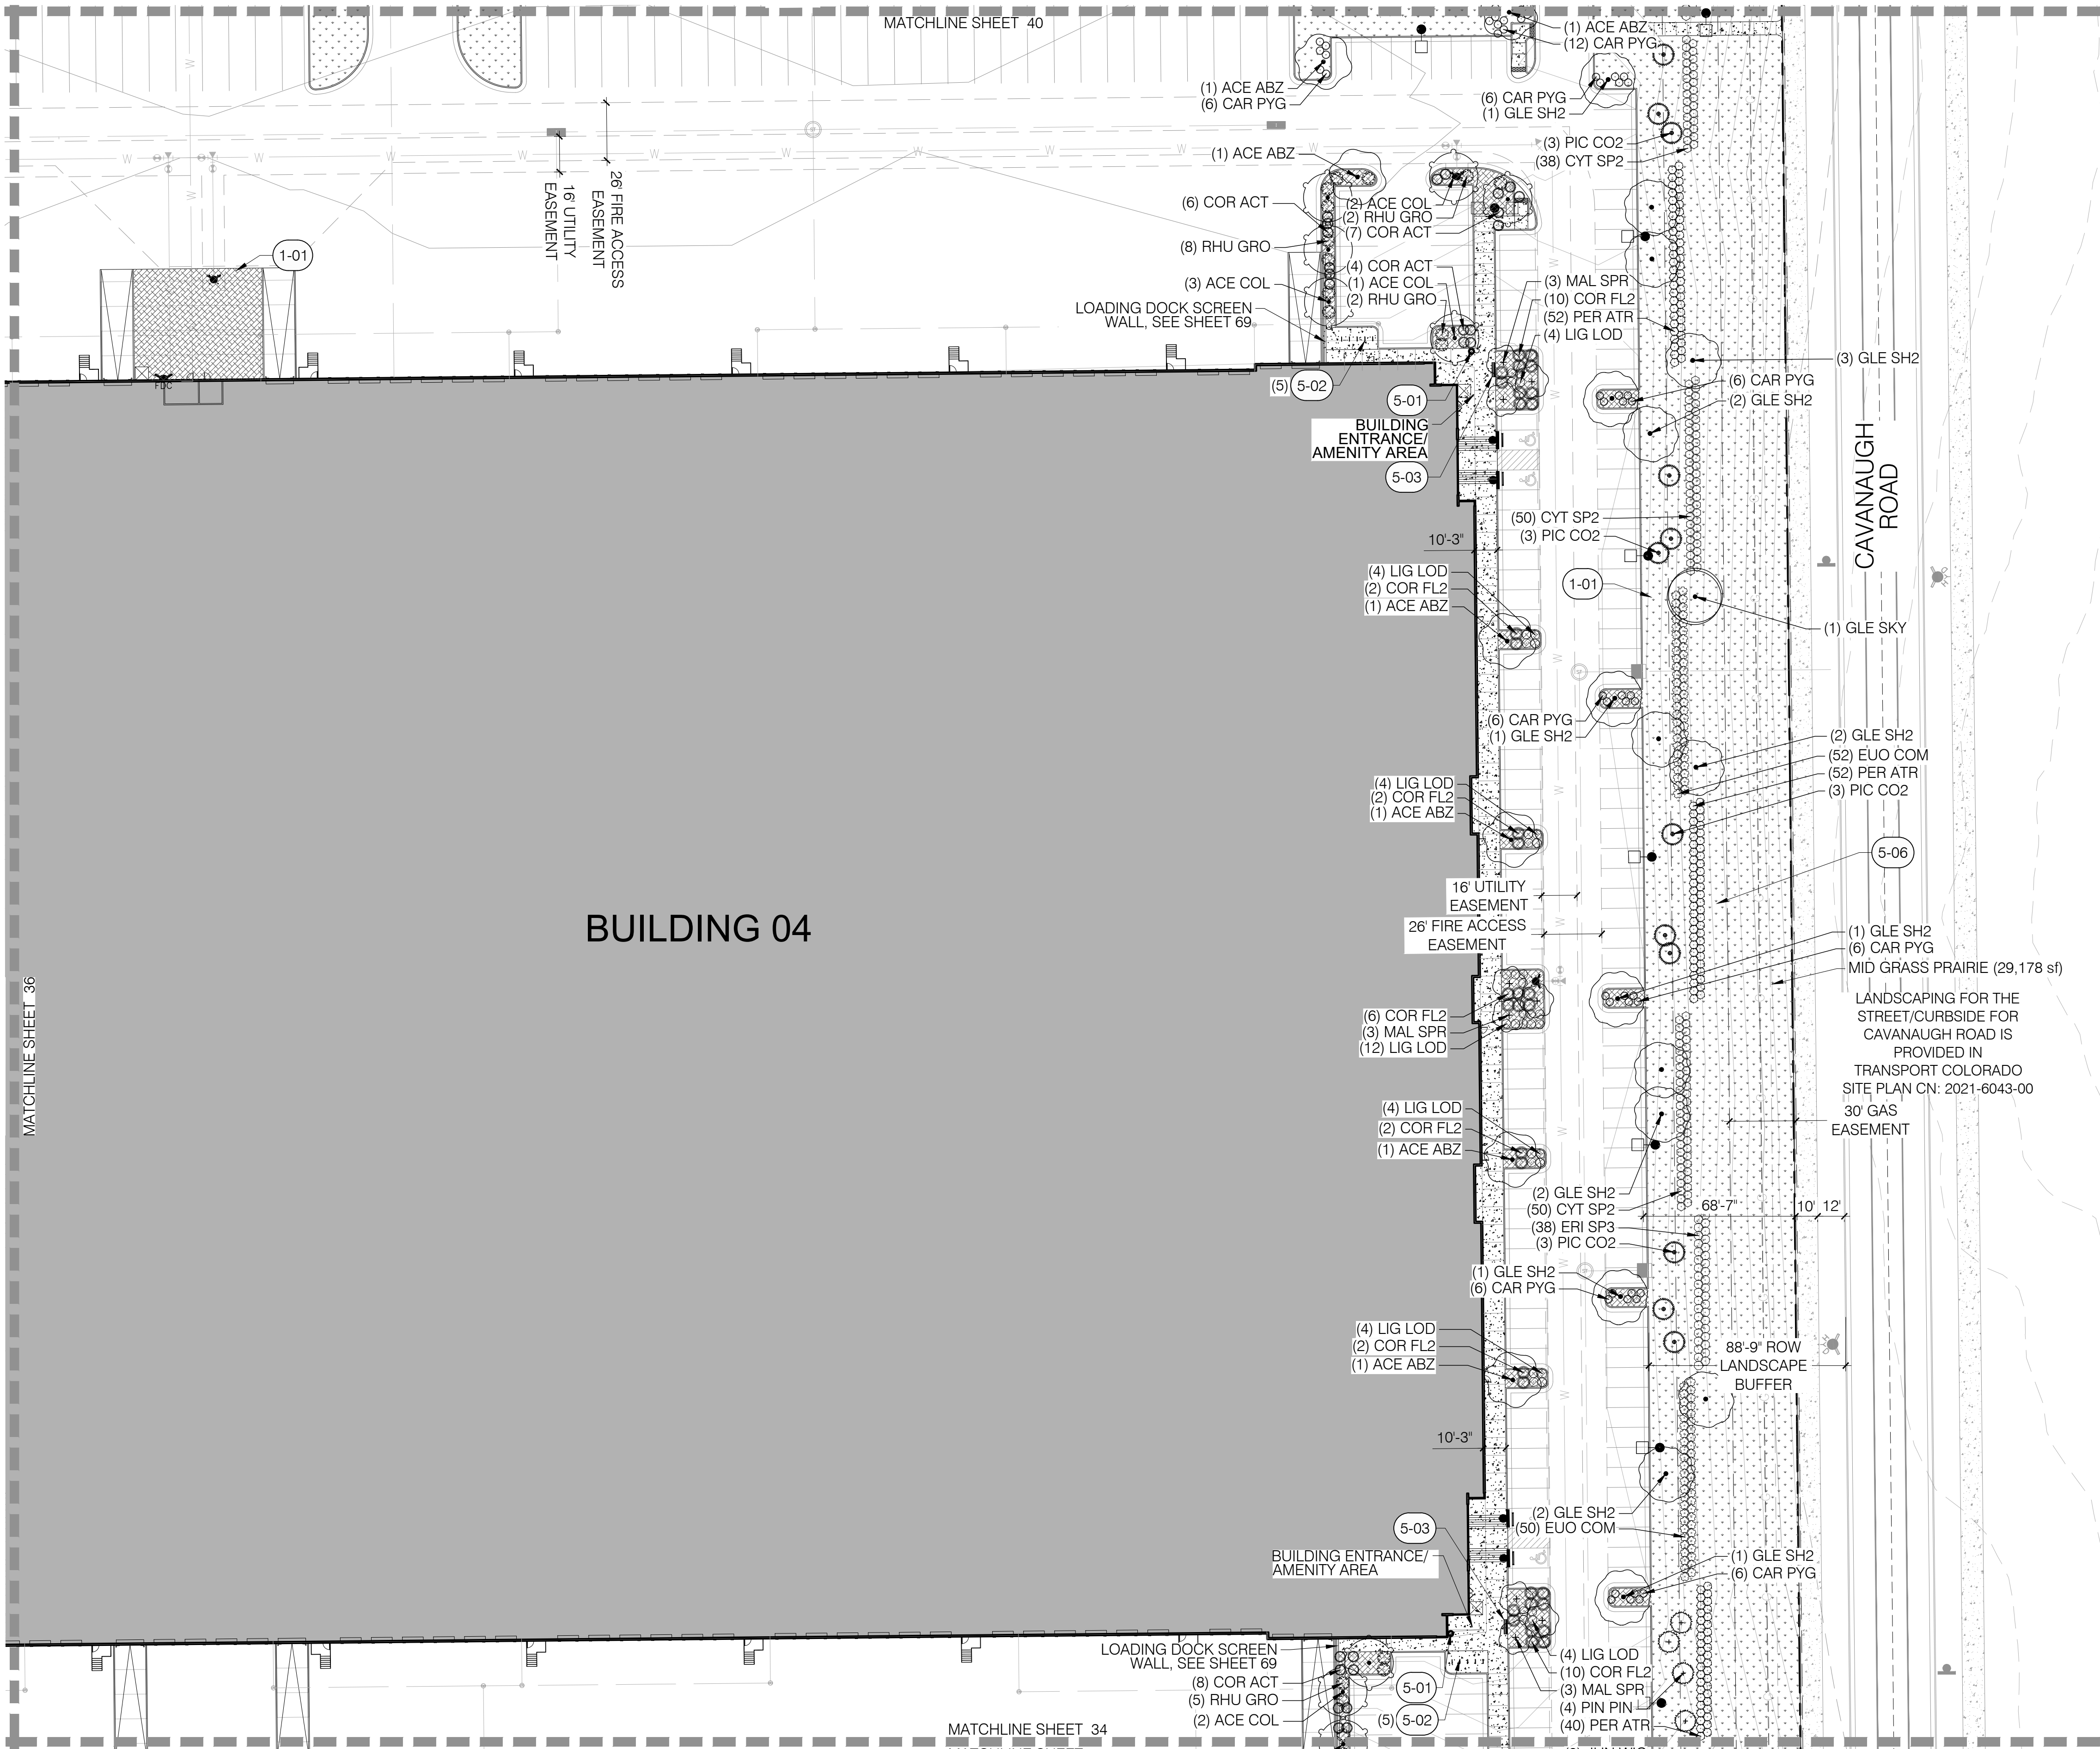 MATCHLINE SHEET 40
(1) ACE ABZ
(12) CAR PYG
(1) ACE ABZ
(6) CAR PYG
(6) CAR PYG
(1) GLE SH2
(3) PIC CO2
(38) CYT SP2
(1) ACE ABZ
26' FIRE ACCESS
EASEMENT
16' UTILITY
EASEMENT
1-01
FDC
(6) COR ACT
(8) RHU GRO
(3) ACE COL
LOADING DOCK SCREEN
WALL, SEE SHEET 69
(2) ACE COL
(2) RHU GRO
(7) COR ACT
(4) COR ACT
(1) ACE COL
(2) RHU GRO
(3) MAL SPR
(10) COR FL2
(52) PER ATR
(4) LIG LOD
(3) GLE SH2
(6) CAR PYG
(2) GLE SH2
(5) 5-02
5-01
BUILDING
ENTRANCE/
AMENITY AREA
5-03
CAVANAUGH
ROAD
(50) CYT SP2
(3) PIC CO2
10'-3"
1-01
(4) LIG LOD
(2) COR FL2
(1) ACE ABZ
(1) GLE SKY
(6) CAR PYG
(1) GLE SH2
(2) GLE SH2
(52) EUO COM
(52) PER ATR
(3) PIC CO2
(4) LIG LOD
(2) COR FL2
(1) ACE ABZ
5-06
16' UTILITY
EASEMENT
26' FIRE ACCESS
EASEMENT
BUILDING 04
(1) GLE SH2
(6) CAR PYG
MID GRASS PRAIRIE (29,178 sf)
LANDSCAPING FOR THE
STREET/CURBSIDE FOR
CAVANAUGH ROAD IS
PROVIDED IN
TRANSPORT COLORADO
SITE PLAN CN: 2021-6043-00
30' GAS
EASEMENT
MATCHLINE SHEET 36
(6) COR FL2
(3) MAL SPR
(12) LIG LOD
(4) LIG LOD
(2) COR FL2
(1) ACE ABZ
(2) GLE SH2
(50) CYT SP2
(38) ERI SP3
(3) PIC CO2
68'-7"
10'
12'
(1) GLE SH2
(6) CAR PYG
(4) LIG LOD
(2) COR FL2
(1) ACE ABZ
88'-9" ROW
LANDSCAPE
BUFFER
10'-3"
(2) GLE SH2
(50) EUO COM
5-03
BUILDING ENTRANCE/
AMENITY AREA
(1) GLE SH2
(6) CAR PYG
LOADING DOCK SCREEN
WALL, SEE SHEET 69
(8) COR ACT
(5) RHU GRO
(2) ACE COL
5-01
(5) 5-02
(4) LIG LOD
(10) COR FL2
(3) MAL SPR
(4) PIN PIN
(40) PER ATR
MATCHLINE SHEET 34